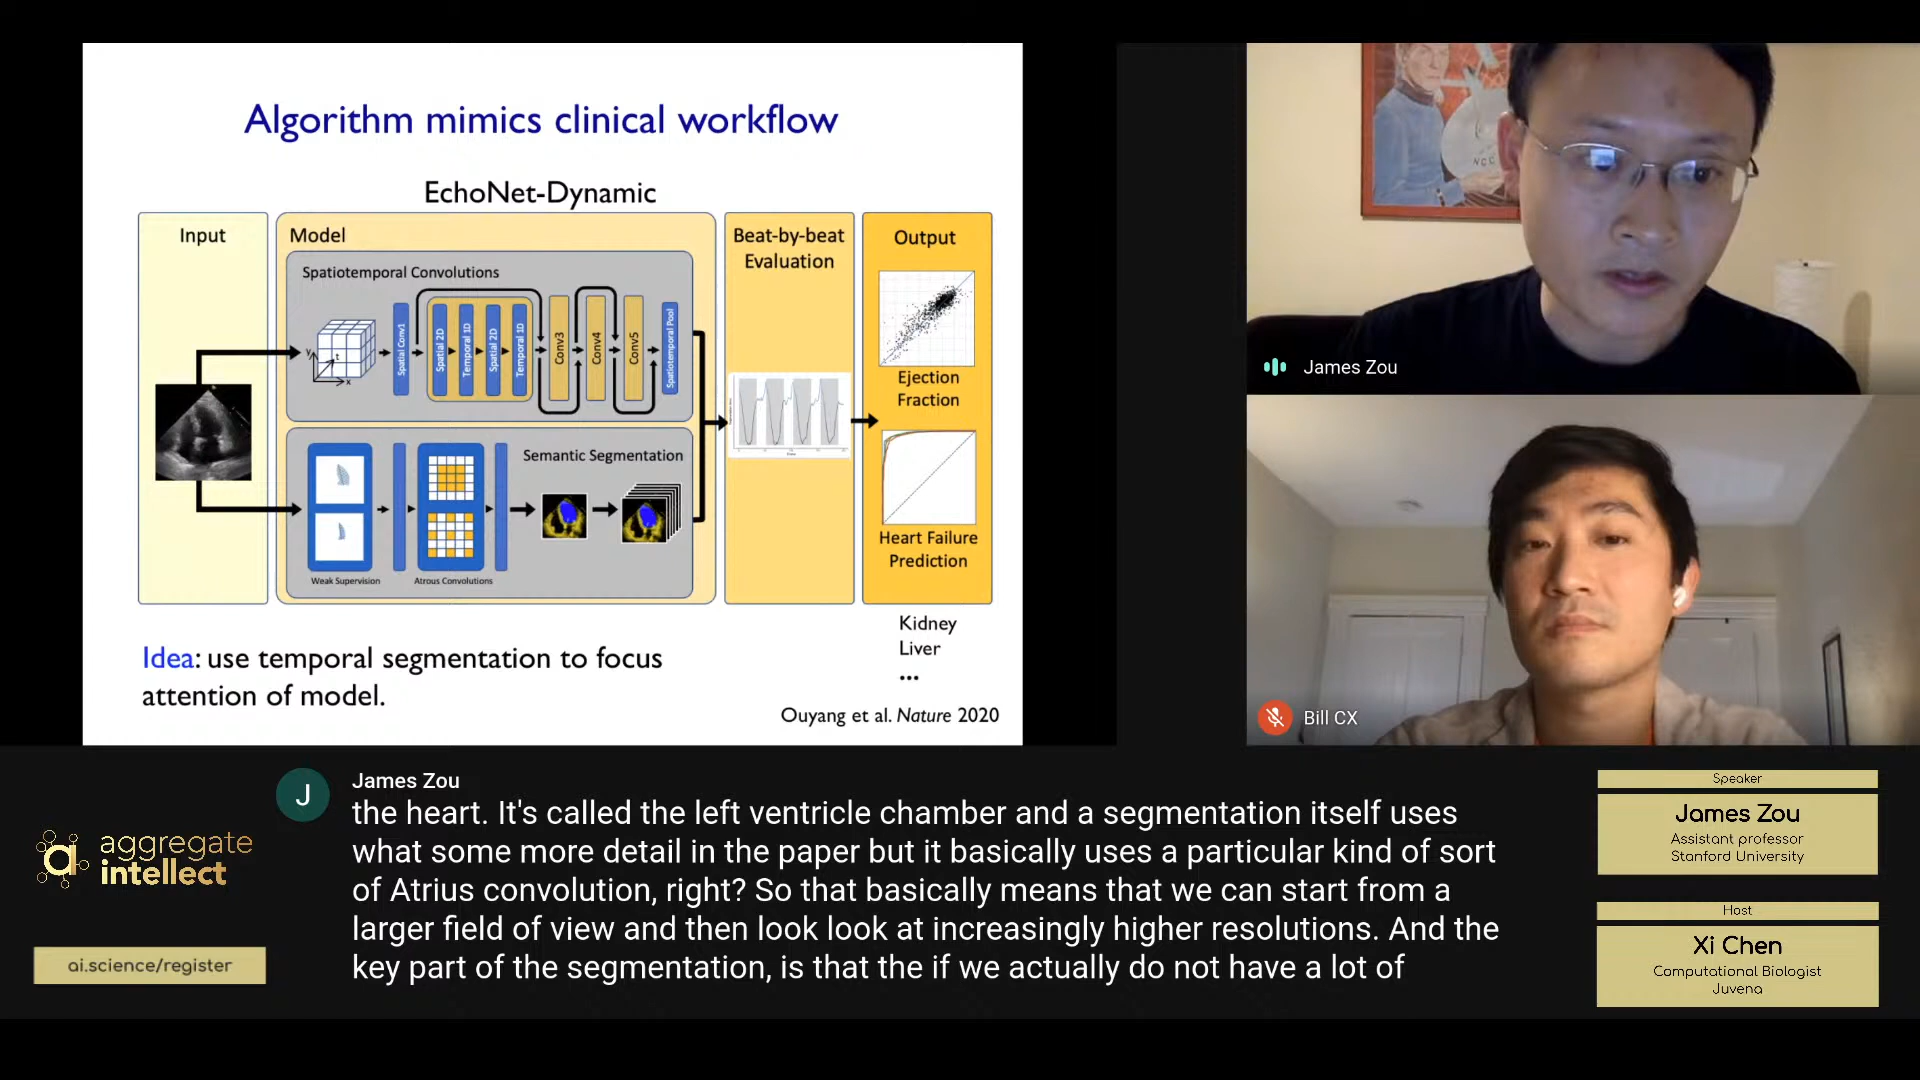 Algorithm mimics clinical workflow
EchoNet-Dynamic
Input
Model
Spatiotemporal Convolutions
y
t
x
Spatial Conv1
Spatial 2D
Temporal 1D
Spatial 2D
Temporal 1D
Conv3
Conv4
Conv5
Spatiotemporal Pool
Semantic Segmentation
Weak Supervision
Atrous Convolutions
Beat-by-beat
Evaluation
Output
Ejection
Fraction
Heart Failure
Prediction
Kidney
Liver
...
Idea: use temporal segmentation to focus
attention of model.
Ouyang et al. Nature 2020
NCC
James Zou
Bill CX
J
James Zou
the heart. It's called the left ventricle chamber and a segmentation itself uses
what some more detail in the paper but it basically uses a particular kind of sort
of Atrius convolution, right? So that basically means that we can start from a
larger field of view and then look look at increasingly higher resolutions. And the
key part of the segmentation, is that the if we actually do not have a lot of
aggregate
intellect
ai.science/register
Speaker
James Zou
Assistant professor
Stanford University
Host
Xi Chen
Computational Biologist
Juvena